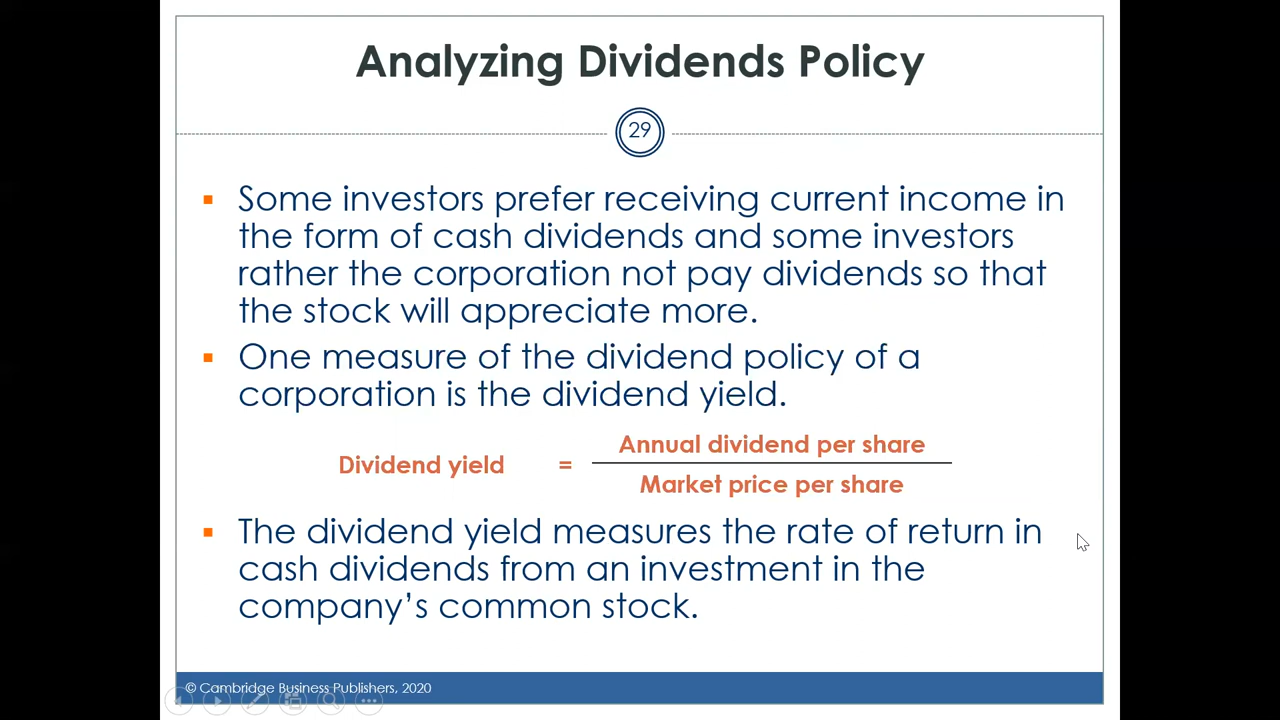 Analyzing Dividends Policy
29
Some investors prefer receiving current income in
the form of cash dividends and some investors
rather the corporation not pay dividends so that
the stock will appreciate more.
One measure of the dividend policy of a
corporation is the dividend yield.
Dividend yield = Annual dividend per share
Market price per share
The dividend yield measures the rate of return in
cash dividends from an investment in the
company’s common stock.
© Cambridge Business Publishers, 2020